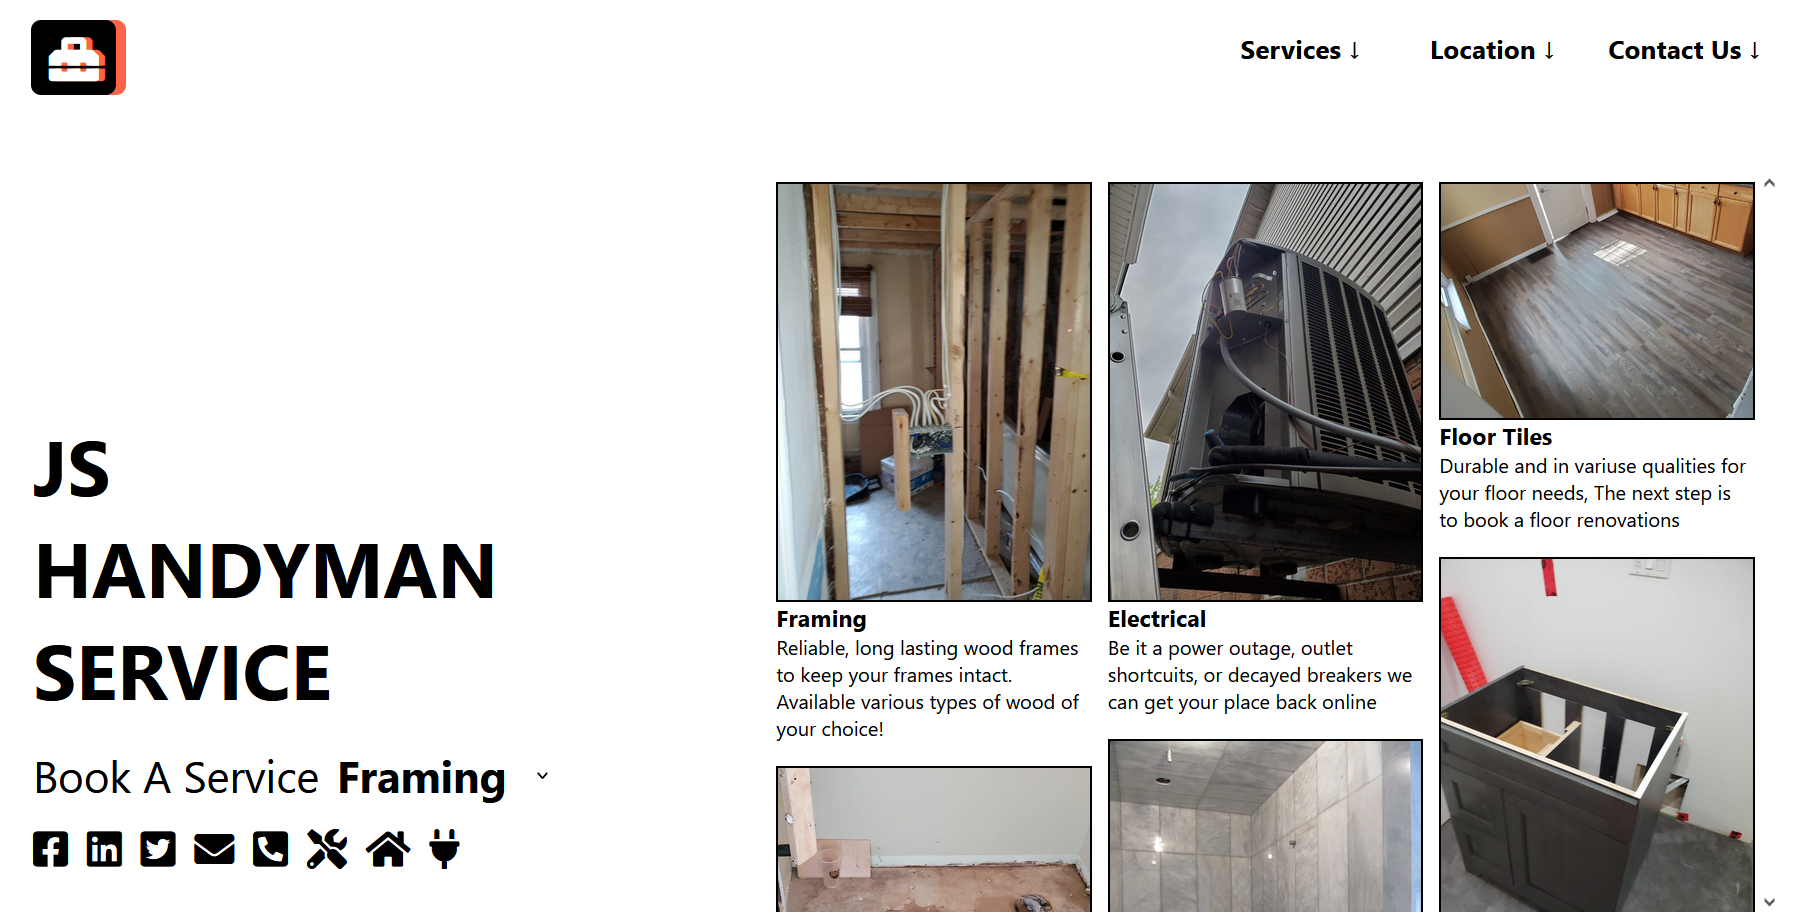 Services ↓ Location ↓ Contact Us ↓
JS
HANDYMAN
SERVICE
Book A Service Framing
Framing
Reliable, long lasting wood frames
to keep your frames intact.
Available various types of wood of
your choice!
Electrical
Be it a power outage, outlet
shortcuits, or decayed breakers we
can get your place back online
Floor Tiles
Durable and in variuse qualities for
your floor needs, The next step is
to book a floor renovations